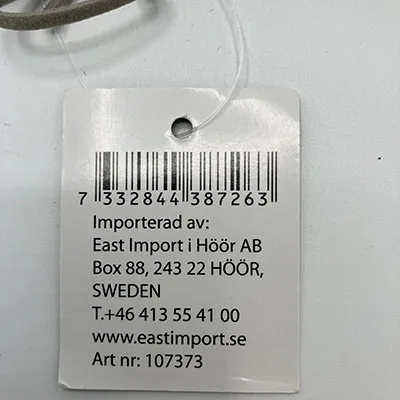 7 332844 387263
Importerad av:
East Import i Höör AB
Box 88, 243 22 HÖÖR,
SWEDEN
T.+46 413 55 41 00
www.eastimport.se
Art nr: 107373